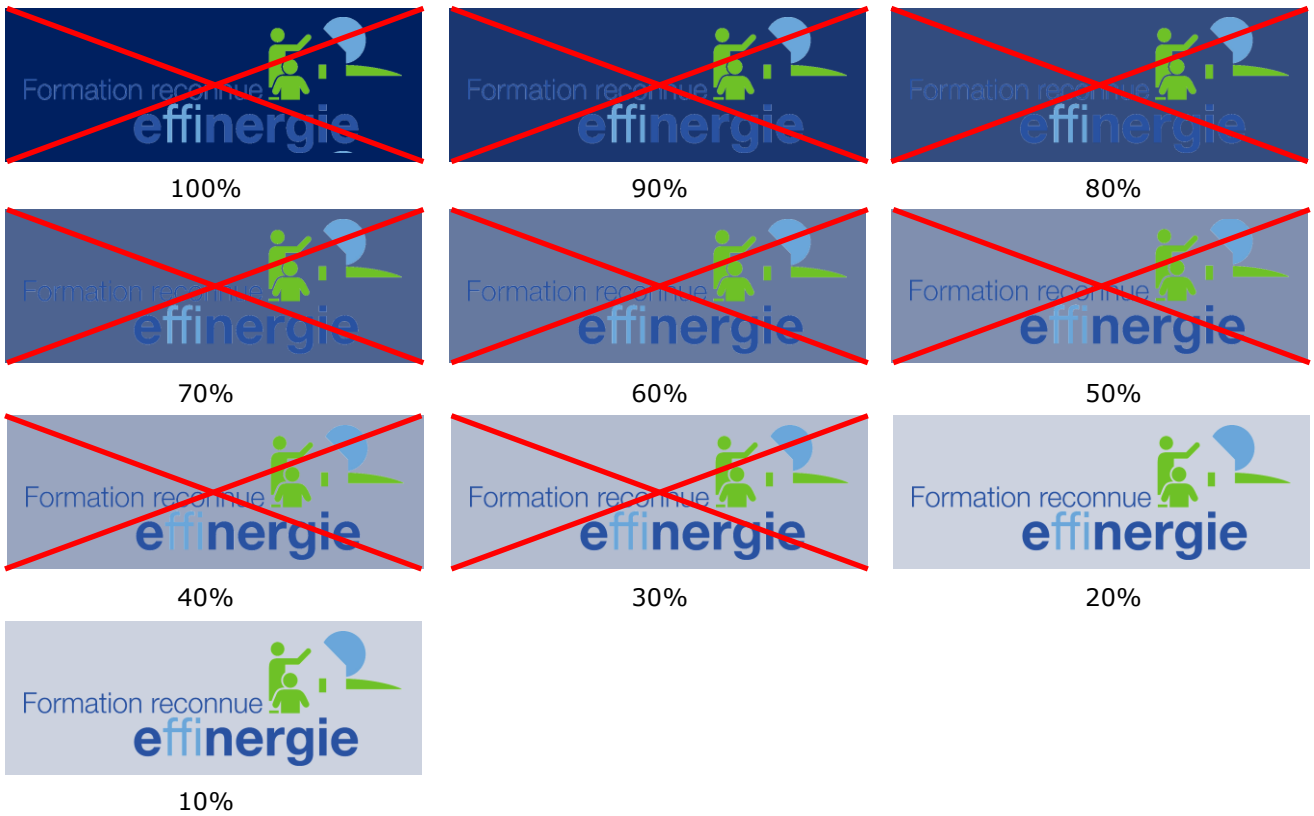 Formation reconnue
effinergie
100%
Formation reconnue
effinergie
90%
Formation reconnue
effinergie
80%
Formation reconnue
effinergie
70%
Formation reconnue
effinergie
60%
Formation reconnue
effinergie
50%
Formation reconnue
effinergie
40%
Formation reconnue
effinergie
30%
Formation reconnue
effinergie
20%
Formation reconnue
effinergie
10%